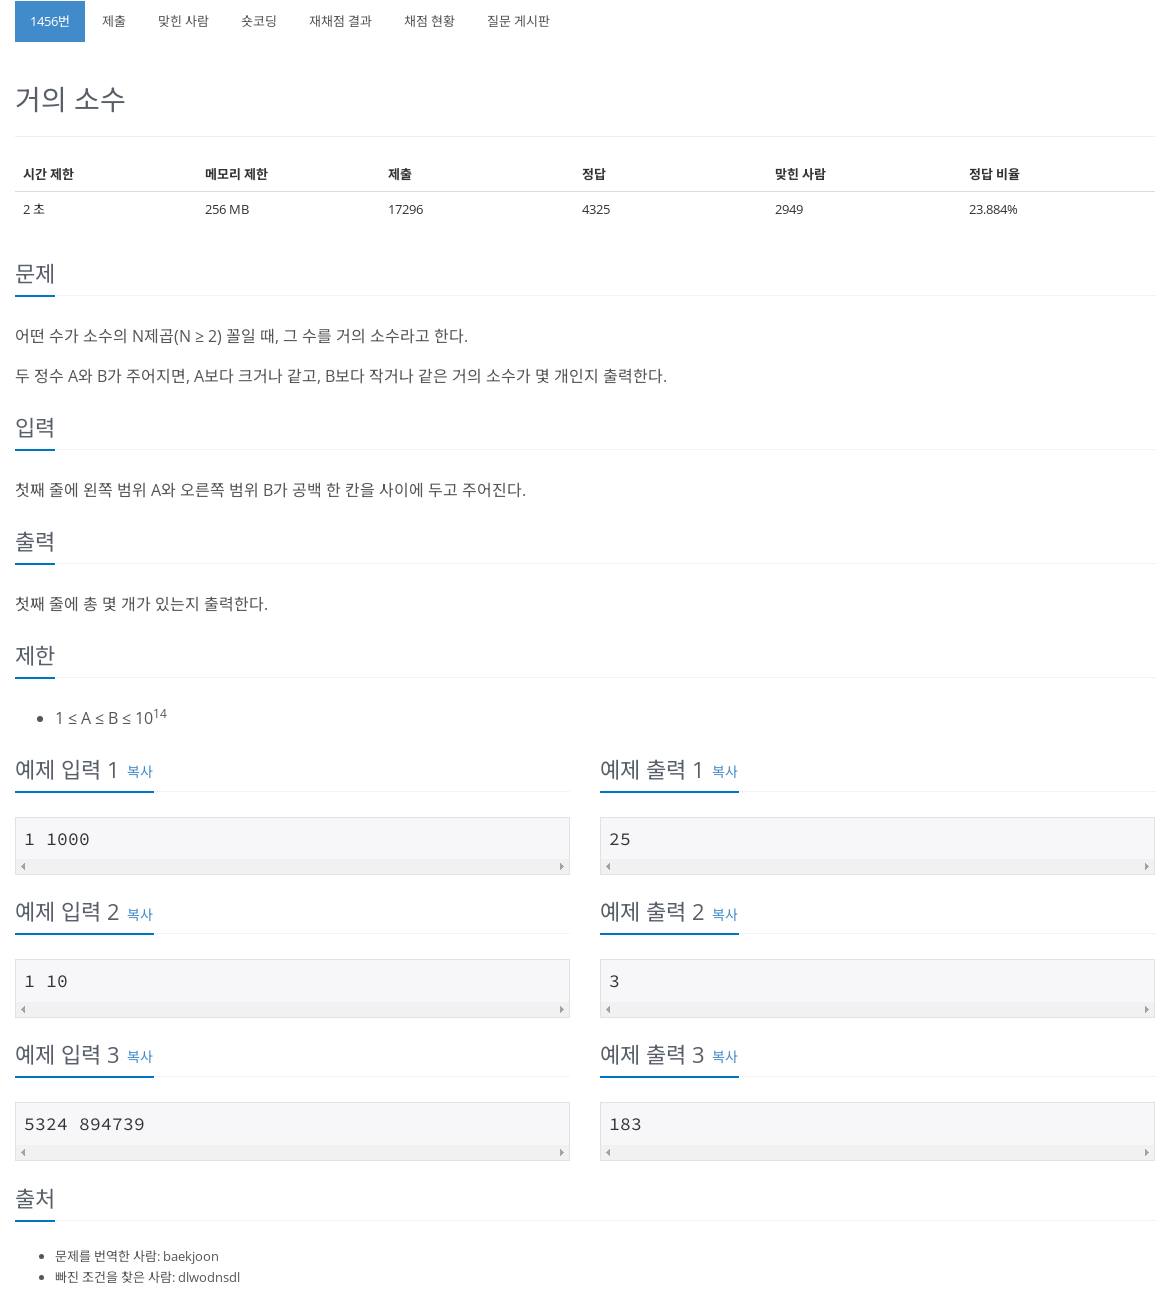 1456번 제출 맞힌 사람 숏코딩 재채점 결과 채점 현황 질문 게시판
거의 소수
시간 제한 메모리 제한 제출 정답 맞힌 사람 정답 비율
2 초 256 MB 17296 4325 2949 23.884%
문제
어떤 수가 소수의 N제곱(N ≥ 2) 꼴일 때, 그 수를 거의 소수라고 한다.
두 정수 A와 B가 주어지면, A보다 크거나 같고, B보다 작거나 같은 거의 소수가 몇 개인지 출력한다.
입력
첫째 줄에 왼쪽 범위 A와 오른쪽 범위 B가 공백 한 칸을 사이에 두고 주어진다.
출력
첫째 줄에 총 몇 개가 있는지 출력한다.
제한
• 1 ≤ A ≤ B ≤ 10^14
예제 입력 1 복사 예제 출력 1 복사
1 1000 25
예제 입력 2 복사 예제 출력 2 복사
1 10 3
예제 입력 3 복사 예제 출력 3 복사
5324 894739 183
출처
• 문제를 번역한 사람: baekjoon
• 빠진 조건을 찾은 사람: dlwodnsdl